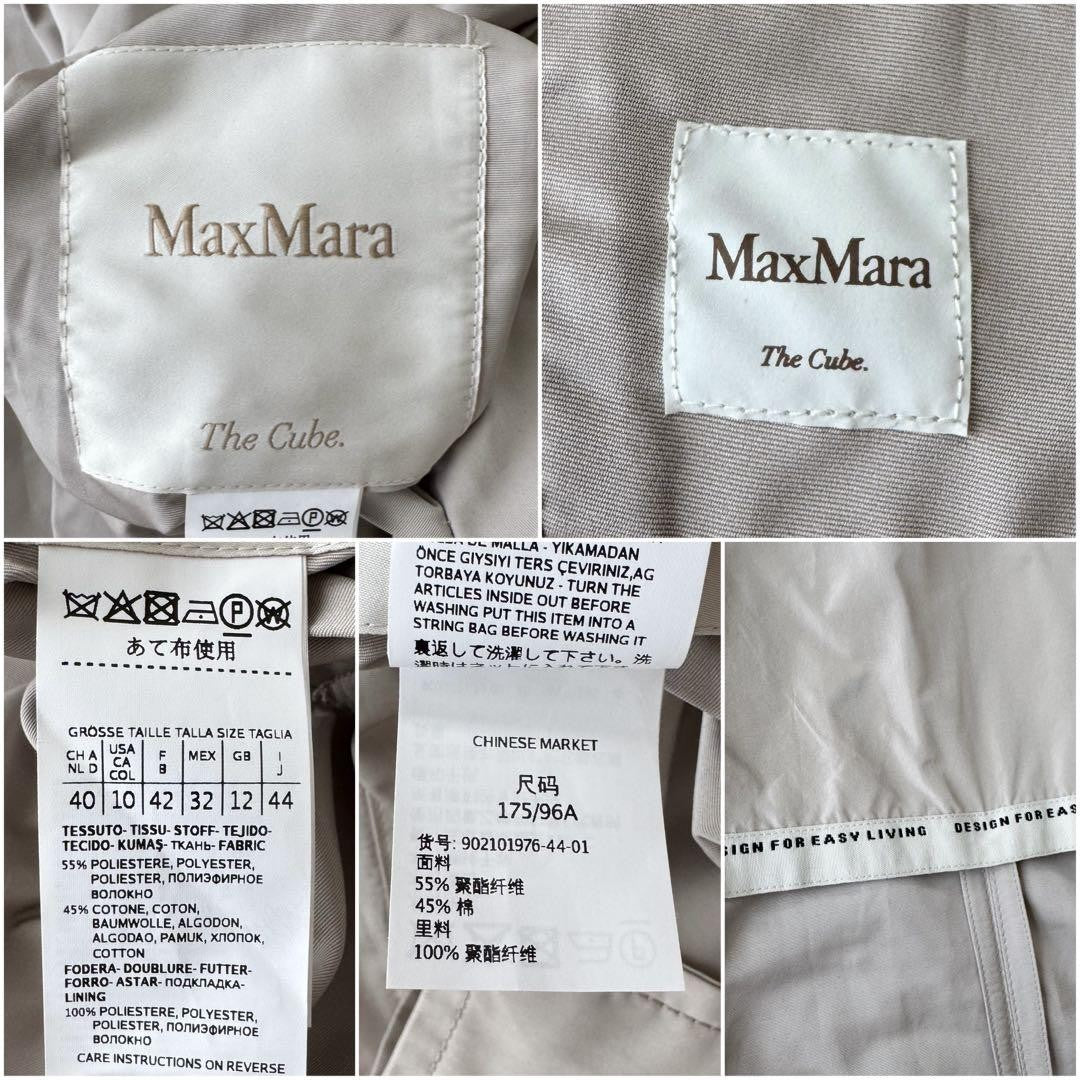 MaxMara
The Cube.
MaxMara
The Cube.
あて布使用
GRÖSSE TAILLE TALLA SIZE TAGLIA
CH A NL D USA CA COL F B MEX GB I J
40 10 42 32 12 44
TESSUTO- TISSU- STOFF- TEJIDO-
TECIDO- KUMAŞ- ТКАНЬ- FABRIC
55% POLIESTERE, POLYESTER,
POLIESTER, ПОЛИЭФИРНОЕ
ВОЛОКНО
45% COTONE, COTON,
BAUMWOLLE, ALGODON,
ALGODAO, PAMUK, ХЛОПОК,
COTTON
FODERA- DOUBLURE- FUTTER-
FORRO- ASTAR- ПОДКЛАДКА-
LINING
100% POLIESTERE, POLYESTER,
POLIESTER, ПОЛИЭФИРНОЕ
ВОЛОКНО
CARE INSTRUCTIONS ON REVERSE
DE MALLA - YIKAMADAN
ÖNCE GIYSIYI TERS ÇEVIRINIZ,AG
TORBAYA KOYUNUZ - TURN THE
ARTICLES INSIDE OUT BEFORE
WASHING PUT THIS ITEM INTO A
STRING BAG BEFORE WASHING IT
裏返して洗濯して下さい。洗
CHINESE MARKET
尺码
175/96A
货号: 902101976-44-01
面料
55% 聚酯纤维
45% 棉
里料
100% 聚酯纤维
SIGN FOR EASY LIVING DESIGN FOR EAS